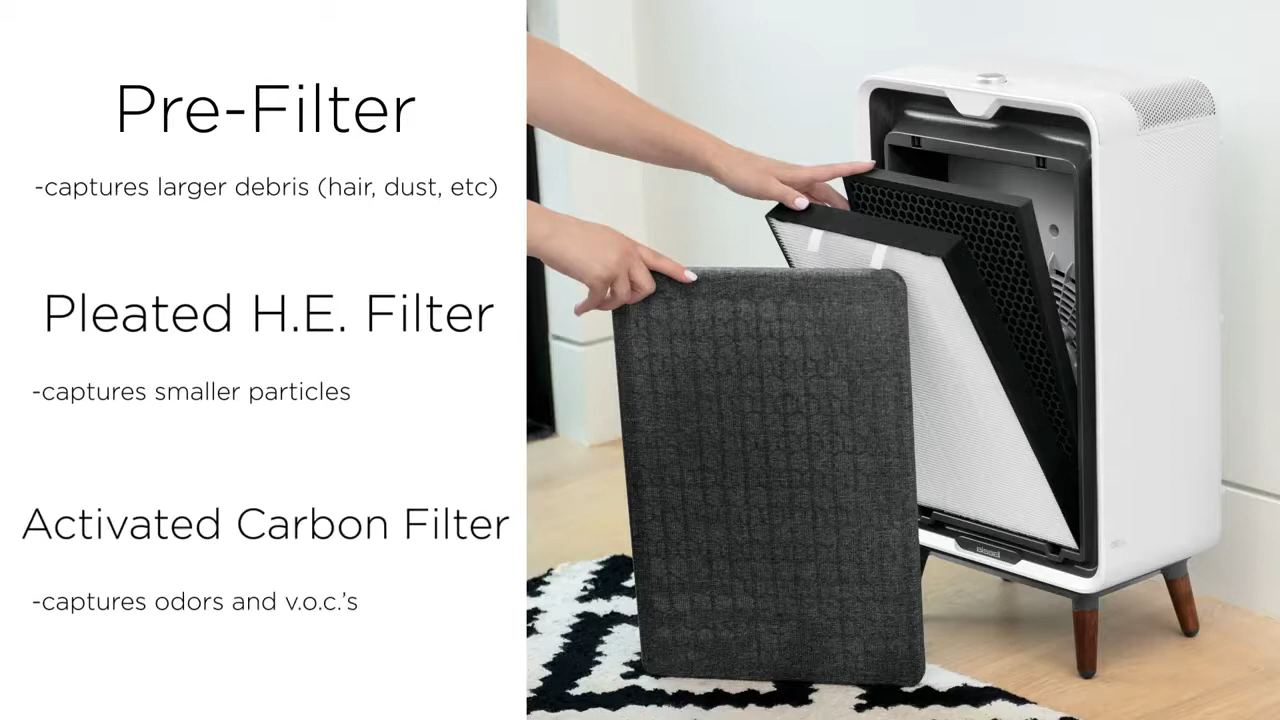 Pre-Filter
-captures larger debris (hair, dust, etc)
Pleated H.E. Filter
-captures smaller particles
Activated Carbon Filter
-captures odors and v.o.c.'s
BISSELL